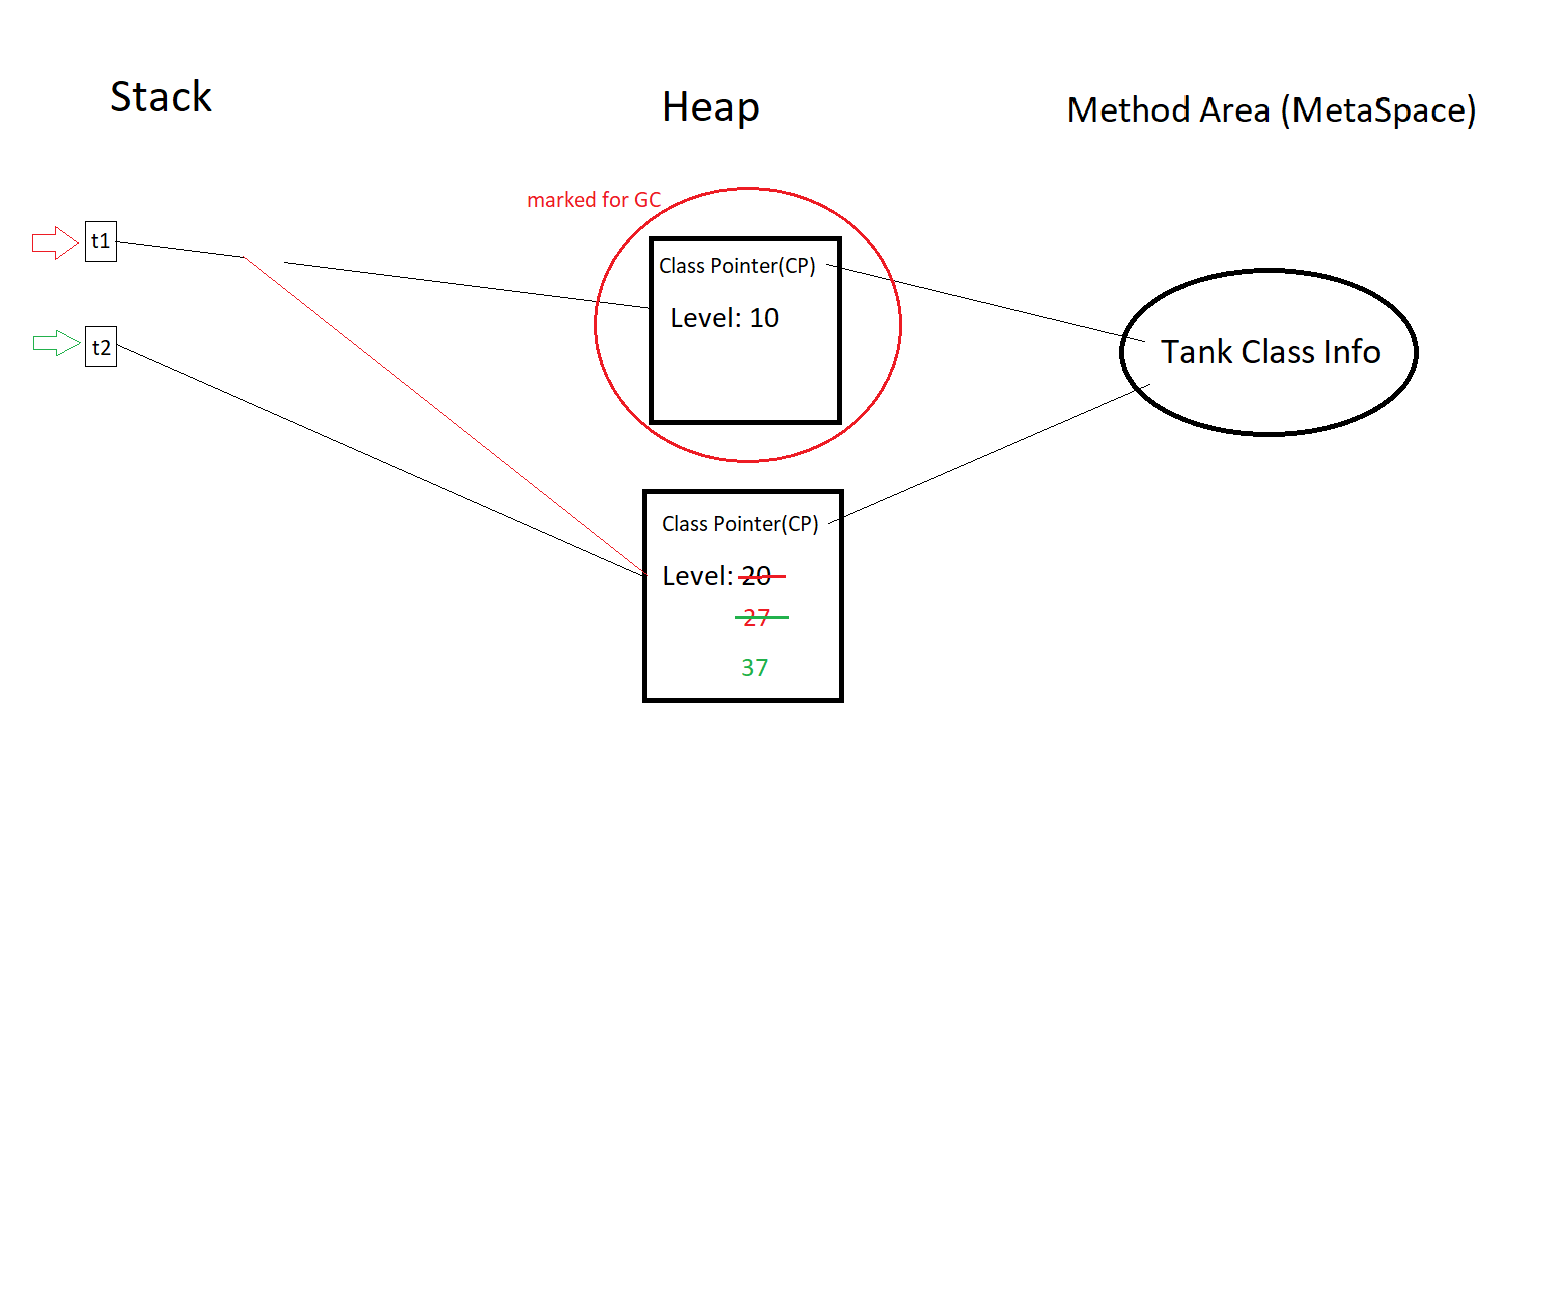 Stack
Heap
Method Area (MetaSpace)
marked for GC
t1
Class Pointer(CP)
Level: 10
t2
Tank Class Info
Class Pointer(CP)
Level: 20
27
37